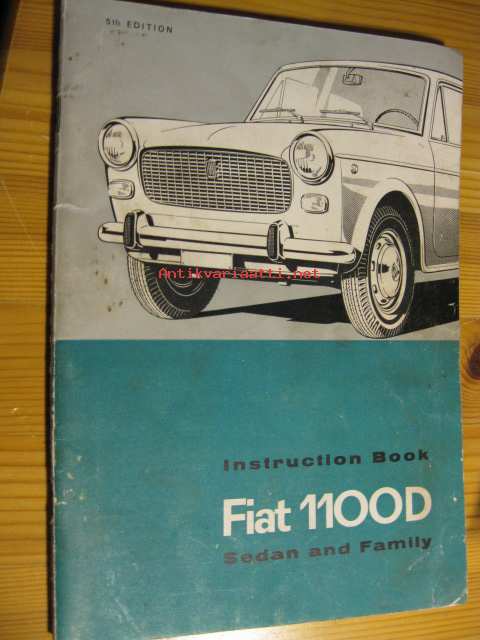 5th EDITION
Antikvariaatti.net
Instruction Book
Fiat 1100D
Sedan and Family